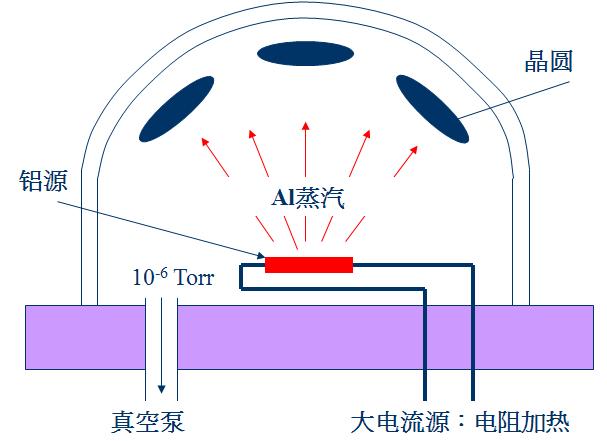 晶圆
铝源
Al蒸汽
10-6 Torr
真空泵
大电流源：电阻加热